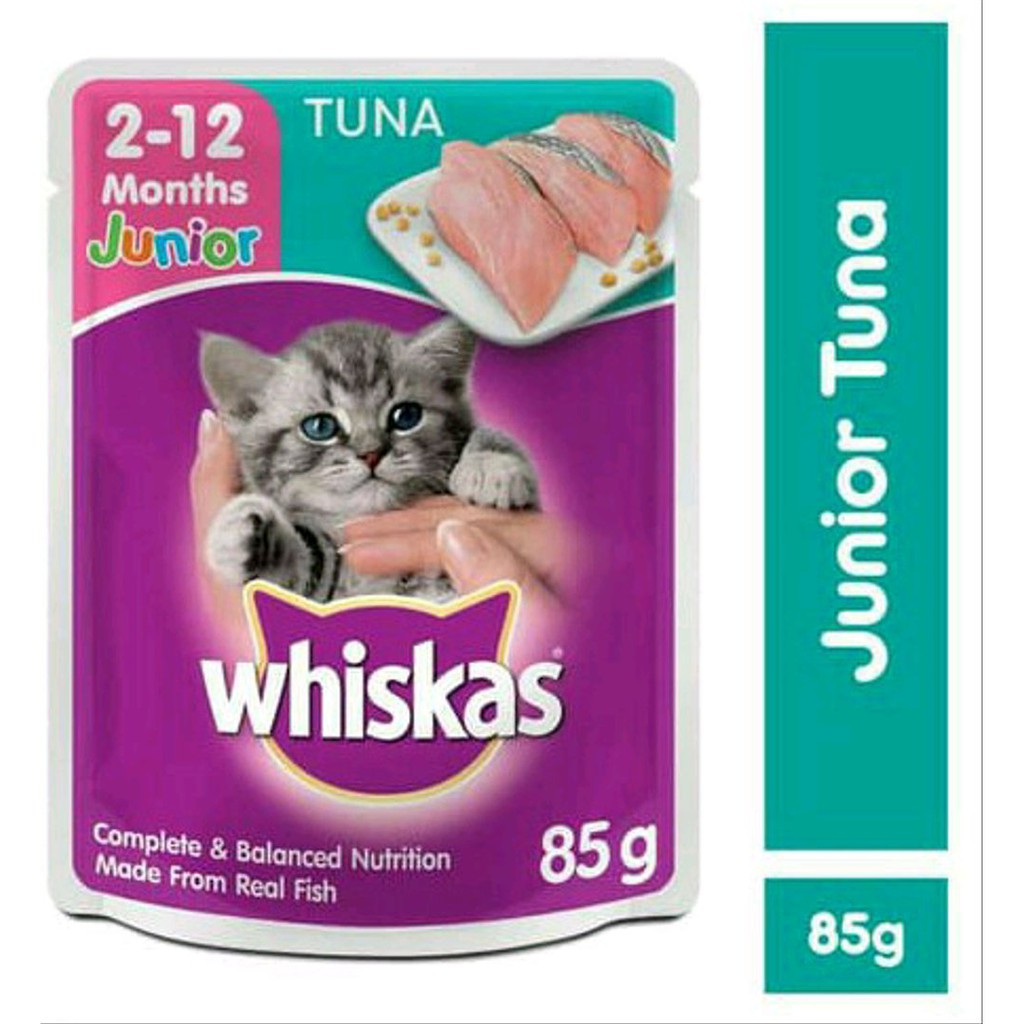 2-12
Months
Junior
TUNA
whiskas
Complete & Balanced Nutrition
Made From Real Fish
85g
Junior Tuna
85g